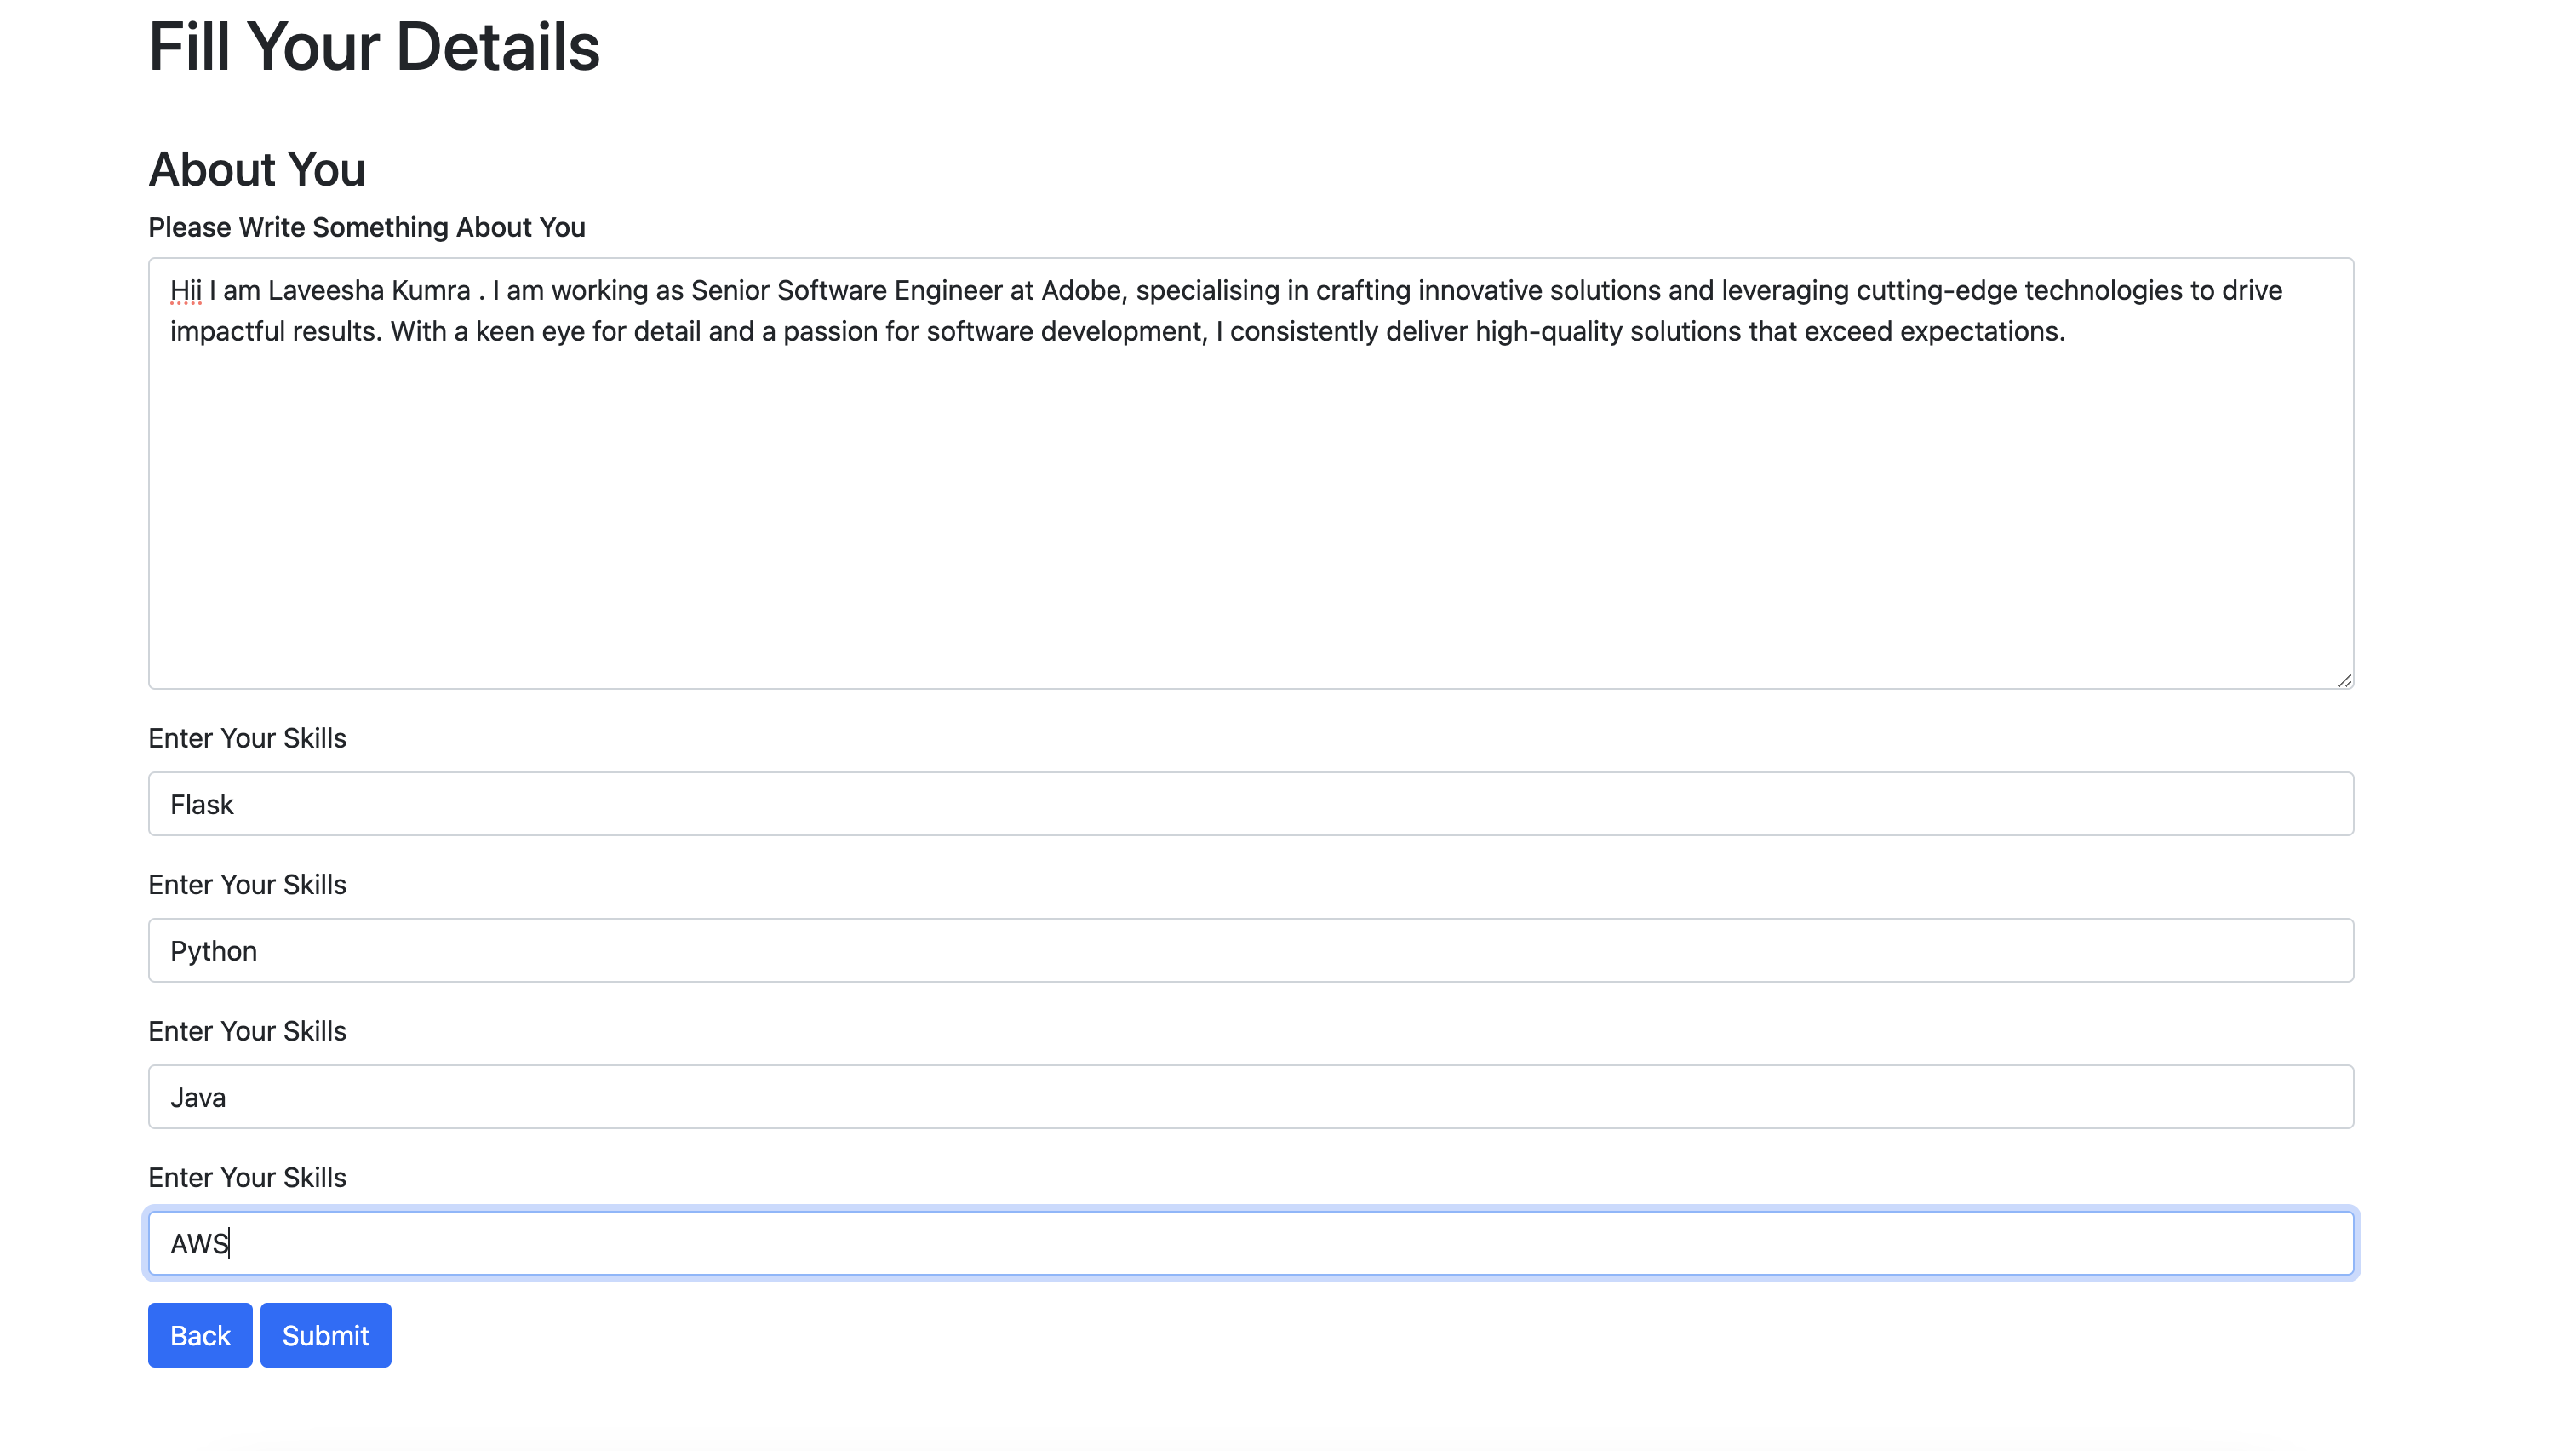 Fill Your Details
About You
Please Write Something About You
Hii I am Laveesha Kumra . I am working as Senior Software Engineer at Adobe, specialising in crafting innovative solutions and leveraging cutting-edge technologies to drive
impactful results. With a keen eye for detail and a passion for software development, I consistently deliver high-quality solutions that exceed expectations.
Enter Your Skills
Flask
Enter Your Skills
Python
Enter Your Skills
Java
Enter Your Skills
AWS
Back Submit